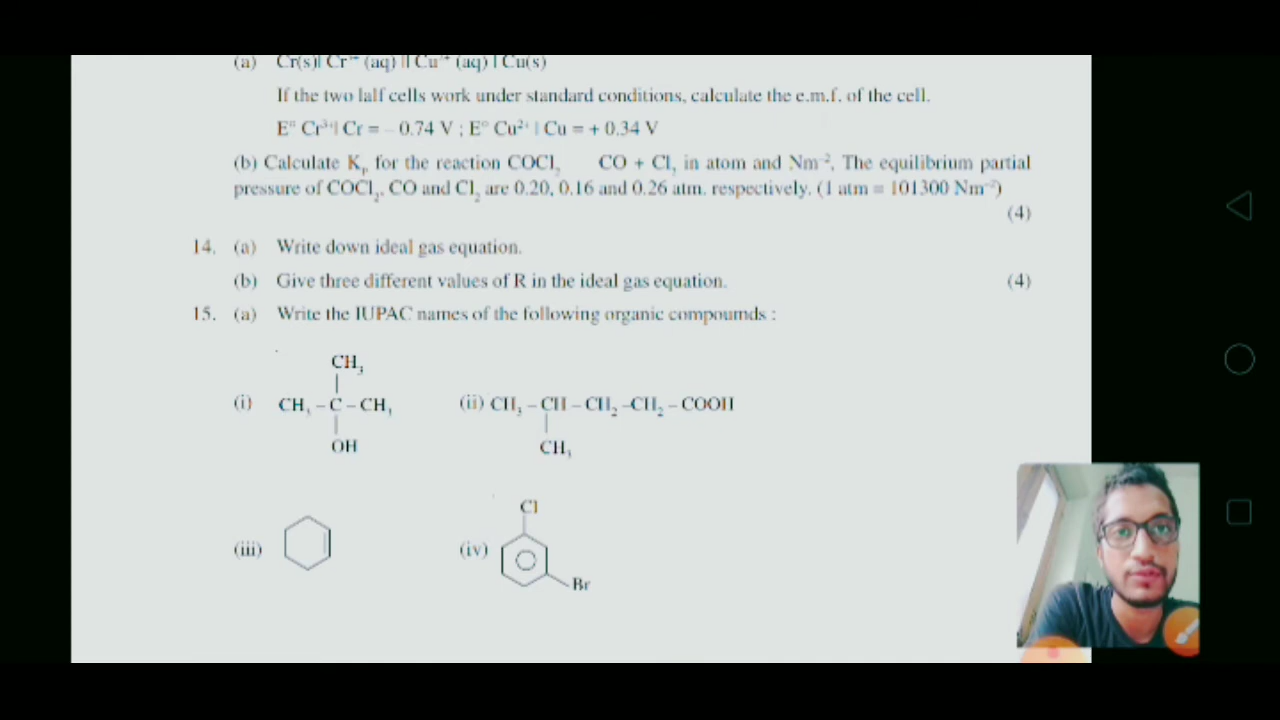 (a) Cr(s)| Cr³⁺ (aq) || Cu²⁺ (aq) | Cu(s)
If the two lalf cells work under standard conditions, calculate the e.m.f. of the cell.
E° Cr³⁺| Cr = – 0.74 V ; E° Cu²⁺ | Cu = + 0.34 V
(b) Calculate Kₚ for the reaction COCl₂ CO + Cl₂ in atom and Nm⁻². The equilibrium partial
pressure of COCl₂, CO and Cl₂ are 0.20, 0.16 and 0.26 atm. respectively. (1 atm = 101300 Nm⁻²)
(4)
14. (a) Write down ideal gas equation.
(b) Give three different values of R in the ideal gas equation. (4)
15. (a) Write the IUPAC names of the following organic compoumds :
CH₃
(i) CH₃ – C – CH₃ (ii) CH₃ – CH – CH₂ – CH₂ – COOH
OH CH₃
Cl
(iii) (iv)
Br